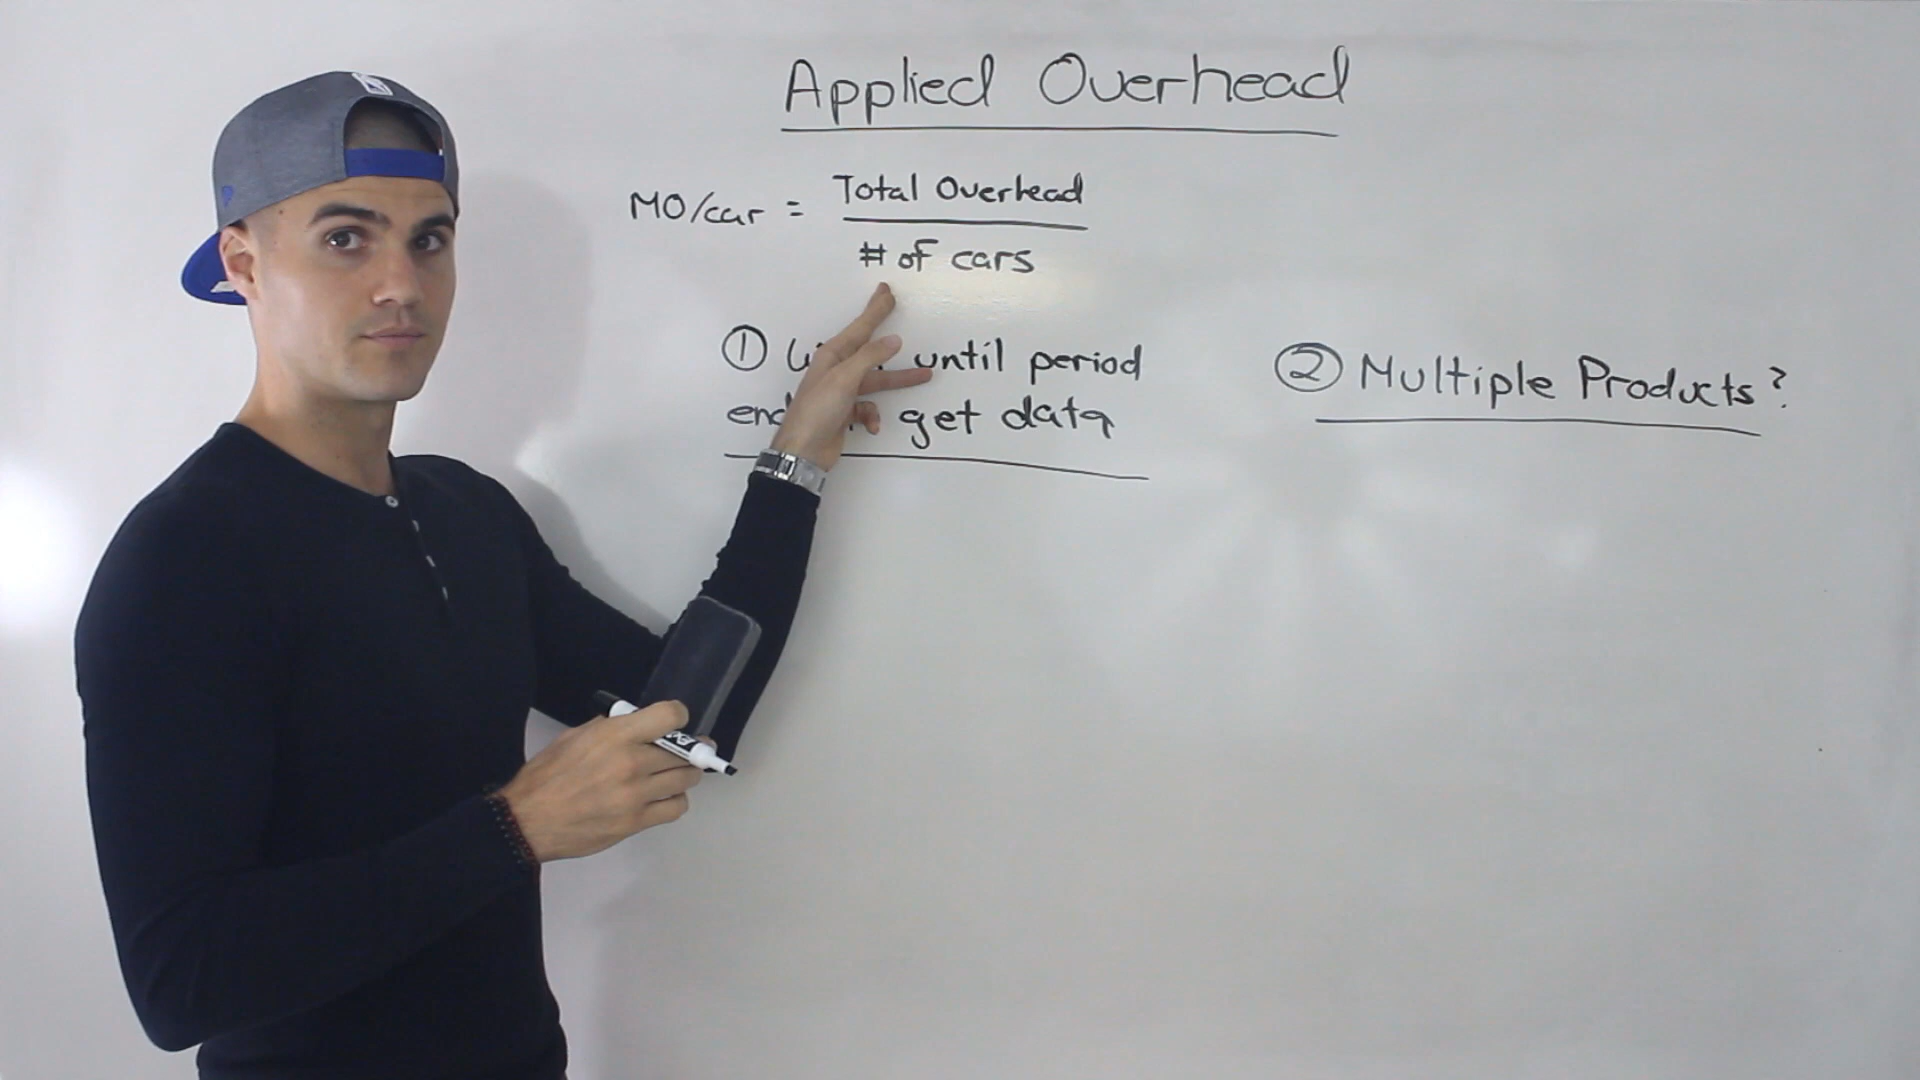 Applied Overhead
MO/car = Total Overhead
# of cars
① until period
get data
② Multiple Products?